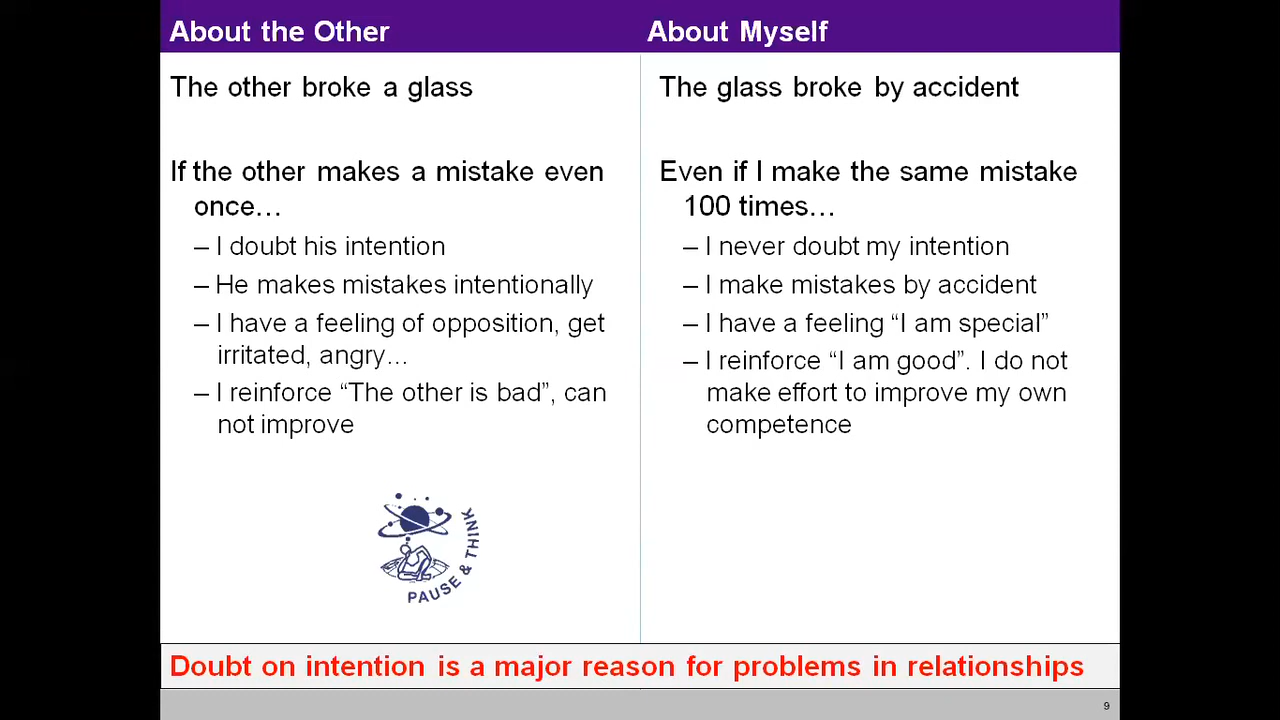 About the Other
About Myself
The other broke a glass
If the other makes a mistake even
once…
– I doubt his intention
– He makes mistakes intentionally
– I have a feeling of opposition, get
irritated, angry…
– I reinforce “The other is bad”, can
not improve
The glass broke by accident
Even if I make the same mistake
100 times…
– I never doubt my intention
– I make mistakes by accident
– I have a feeling “I am special”
– I reinforce “I am good”. I do not
make effort to improve my own
competence
PAUSE & THINK
Doubt on intention is a major reason for problems in relationships
9